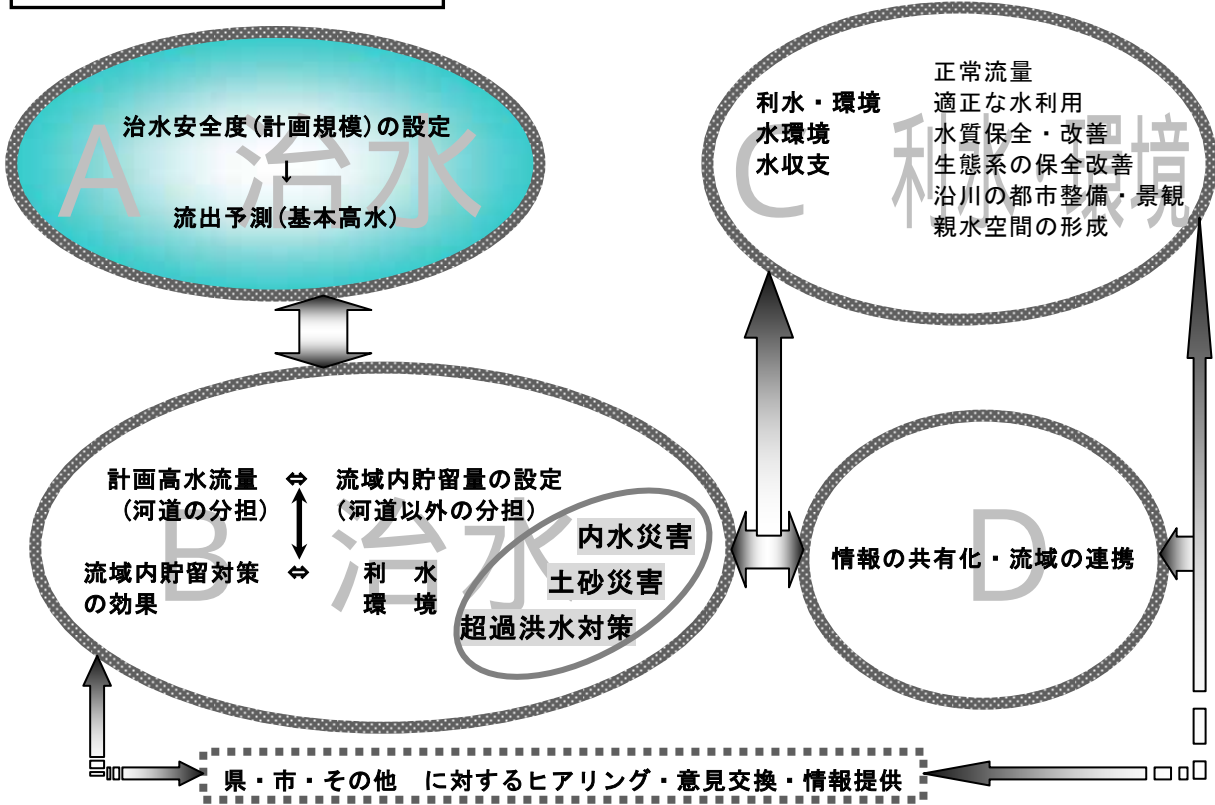 A 治水
治水安全度(計画規模)の設定
↓
流出予測(基本高水)
C 利水・環境
利水・環境
水環境
水収支
正常流量
適正な水利用
水質保全・改善
生態系の保全改善
沿川の都市整備・景観
親水空間の形成
B 治水
計画高水流量 ⇔ 流域内貯留量の設定
(河道の分担) (河道以外の分担)
流域内貯留対策 ⇔ 利 水
の効果 環 境
内水災害
土砂災害
超過洪水対策
D
情報の共有化・流域の連携
県・市・その他 に対するヒアリング・意見交換・情報提供